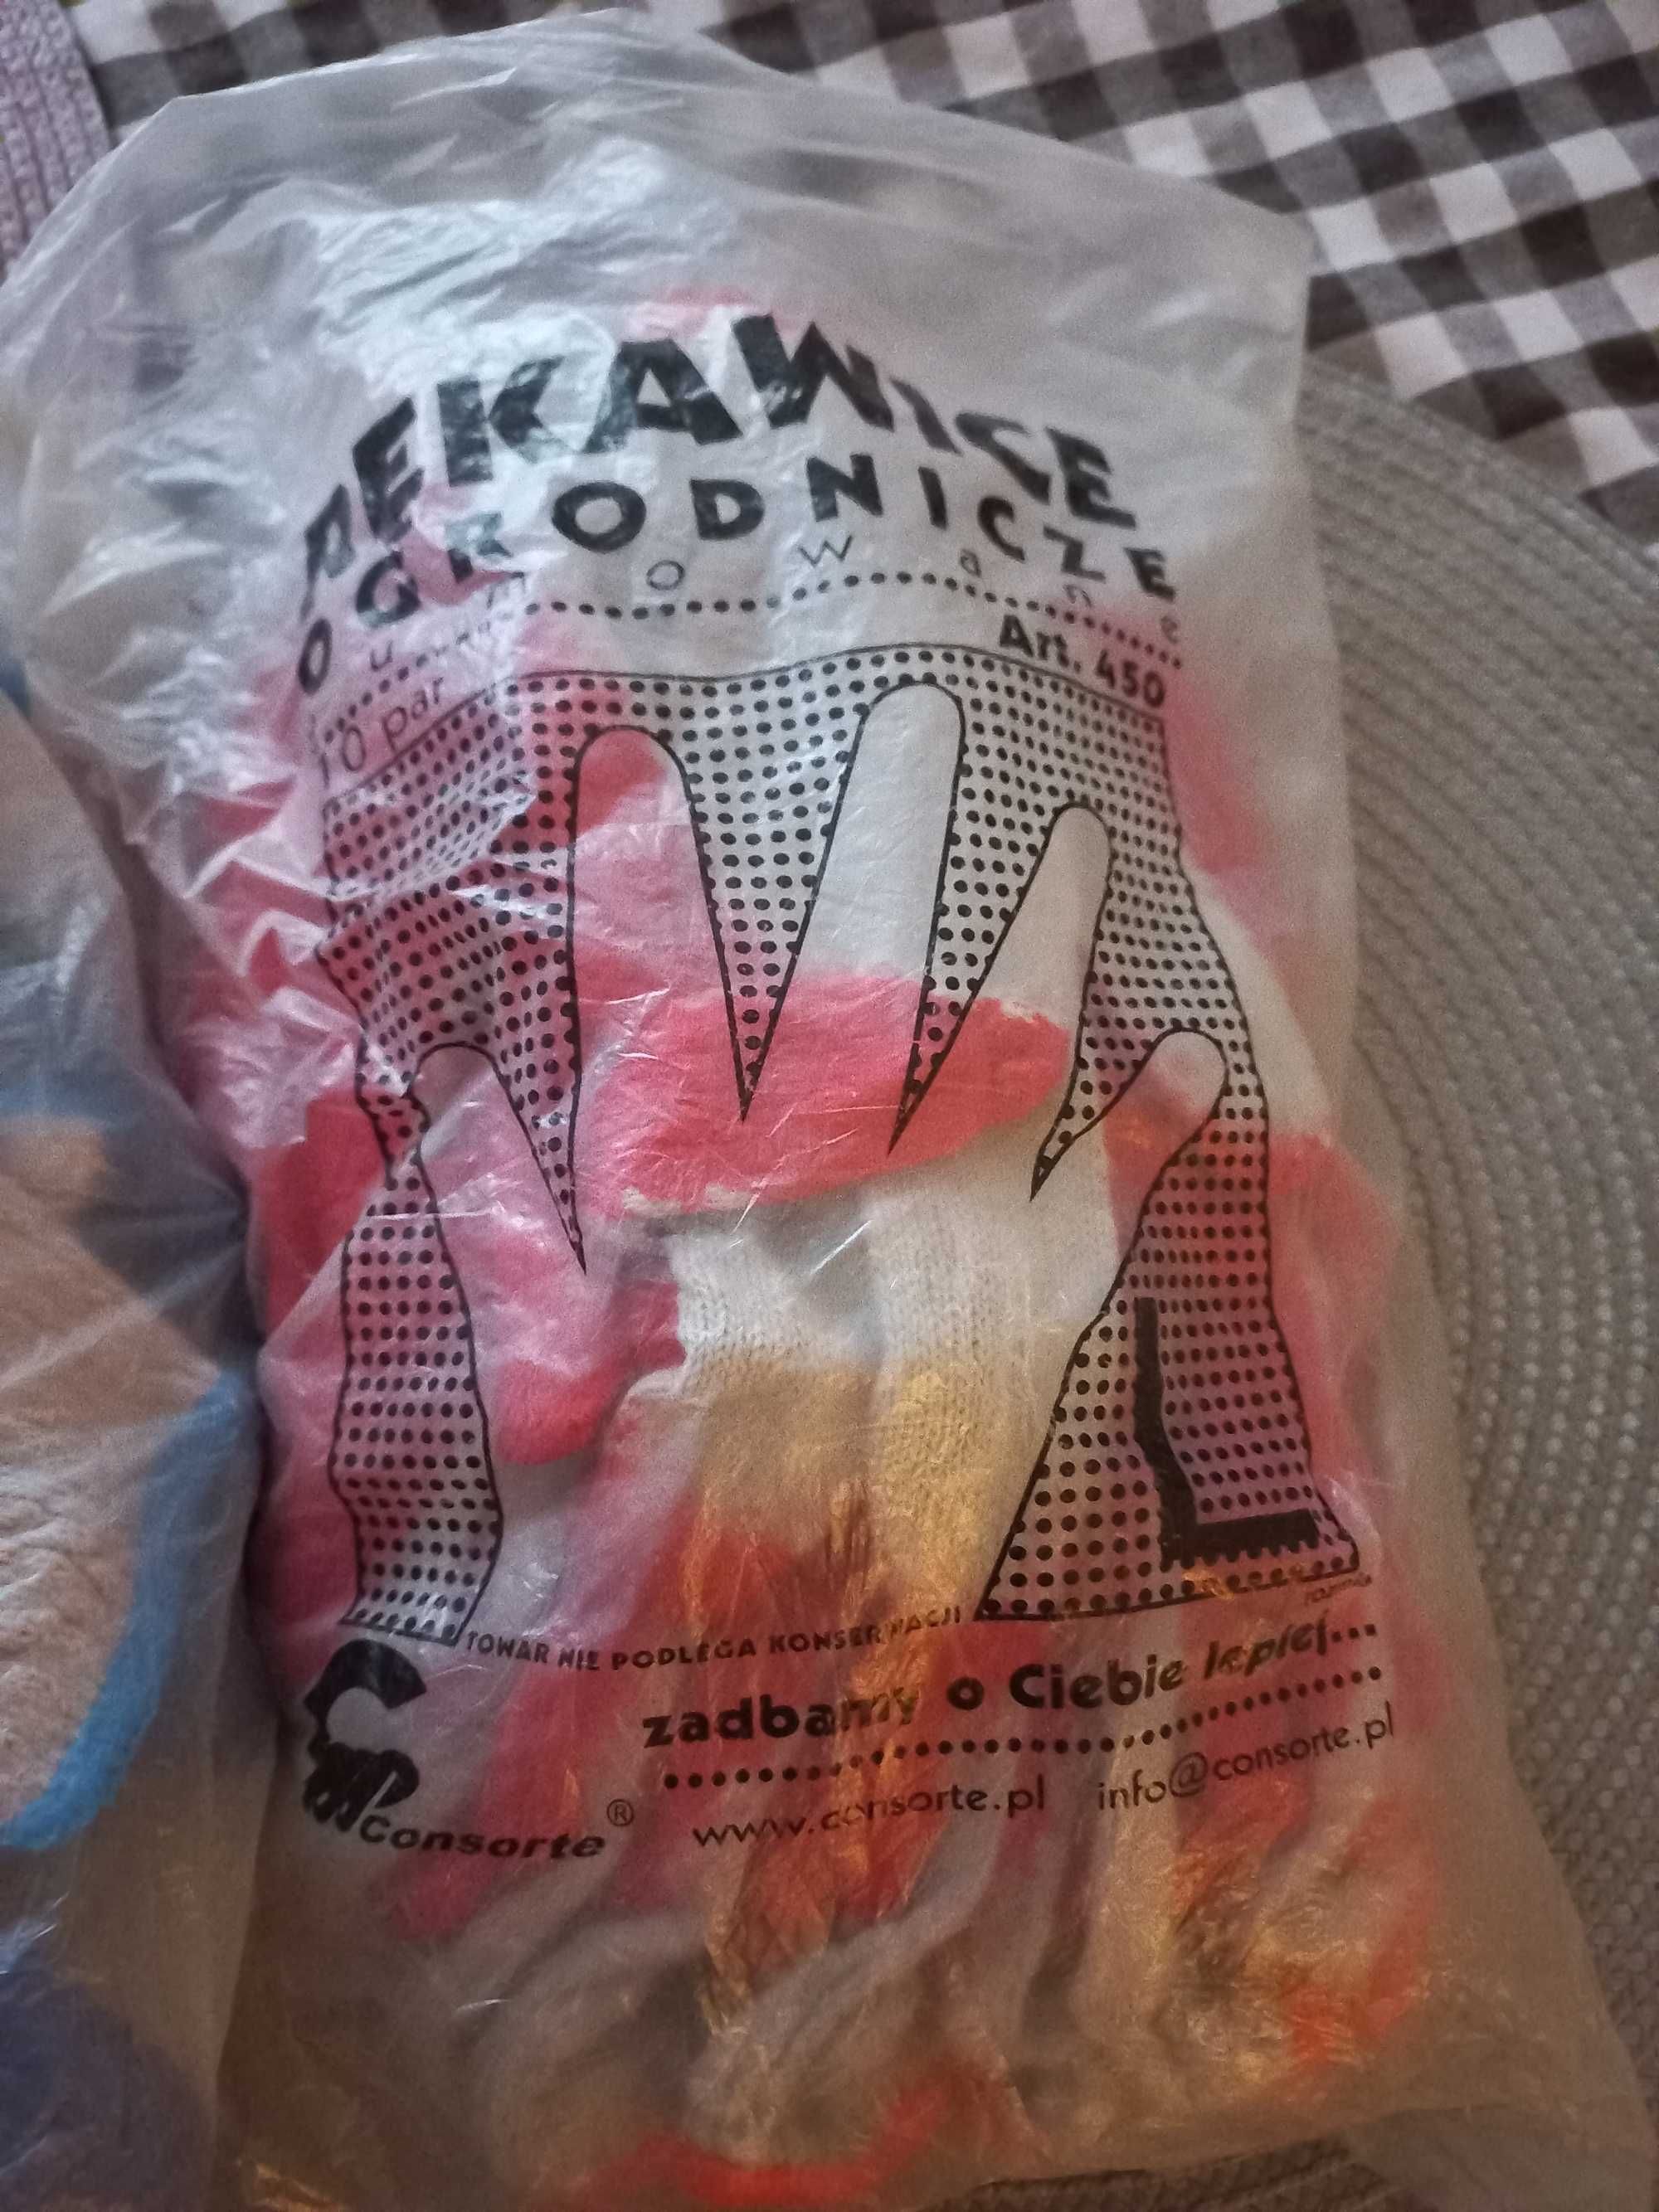 RĘKAWICE
OGRODNICZE
gumowane
10 par
Art. 450
L
TOWAR NIE PODLEGA KONSERWACJI
zadbamy o Ciebie lepiej...
www.consorte.pl info@consorte.pl
Consorte®